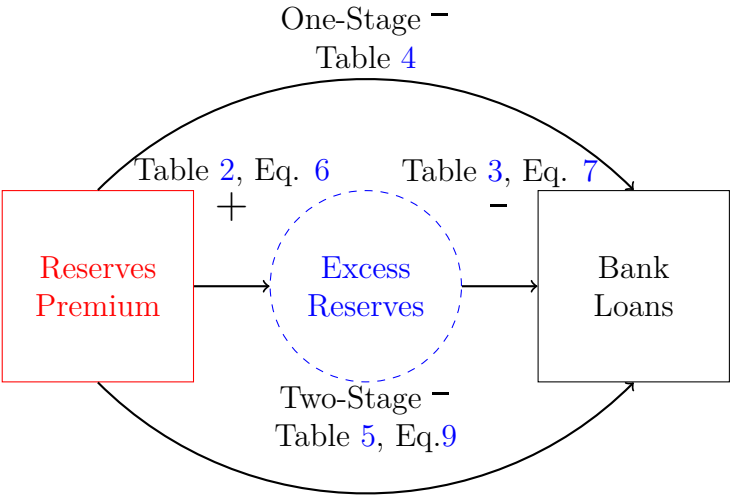 One-Stage −
Table 4
Table 2, Eq. 6
+
Table 3, Eq. 7
−
Reserves
Premium
Excess
Reserves
Bank
Loans
Two-Stage −
Table 5, Eq.9